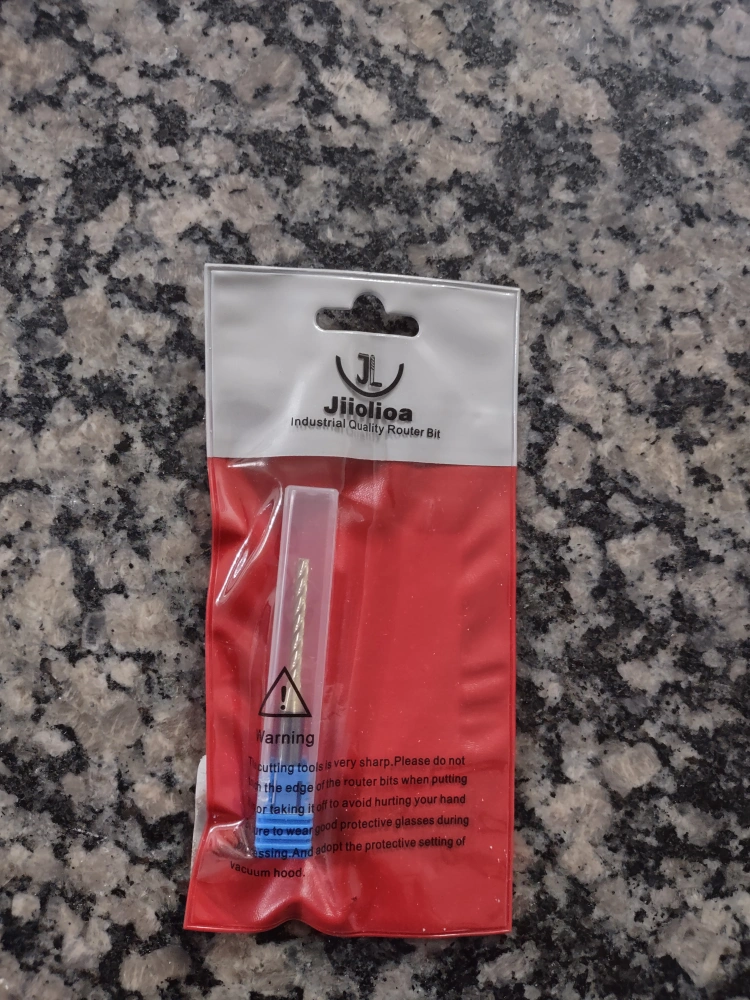 JL
Jiiolioa
Industrial Quality Router Bit
!
Warning
cutting tools is very sharp.Please do not
the edge of the router bits when putting
or taking it off to avoid hurting your hand
to wear good protective glasses during
And adopt the protective setting of
vacuum hood.